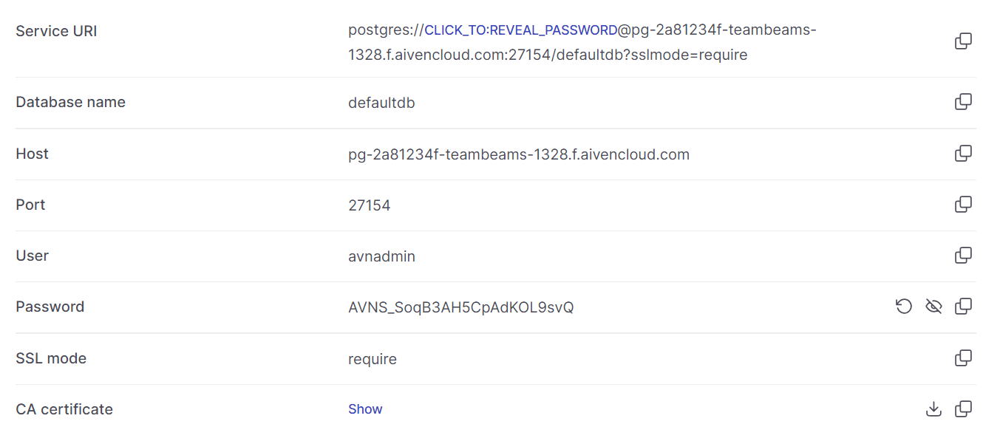 Service URI
postgres://CLICK_TO:REVEAL_PASSWORD@pg-2a81234f-teambeams-
1328.f.aivencloud.com:27154/defaultdb?sslmode=require
Database name
defaultdb
Host
pg-2a81234f-teambeams-1328.f.aivencloud.com
Port
27154
User
avnadmin
Password
AVNS_SoqB3AH5CpAdKOL9svQ
SSL mode
require
CA certificate
Show